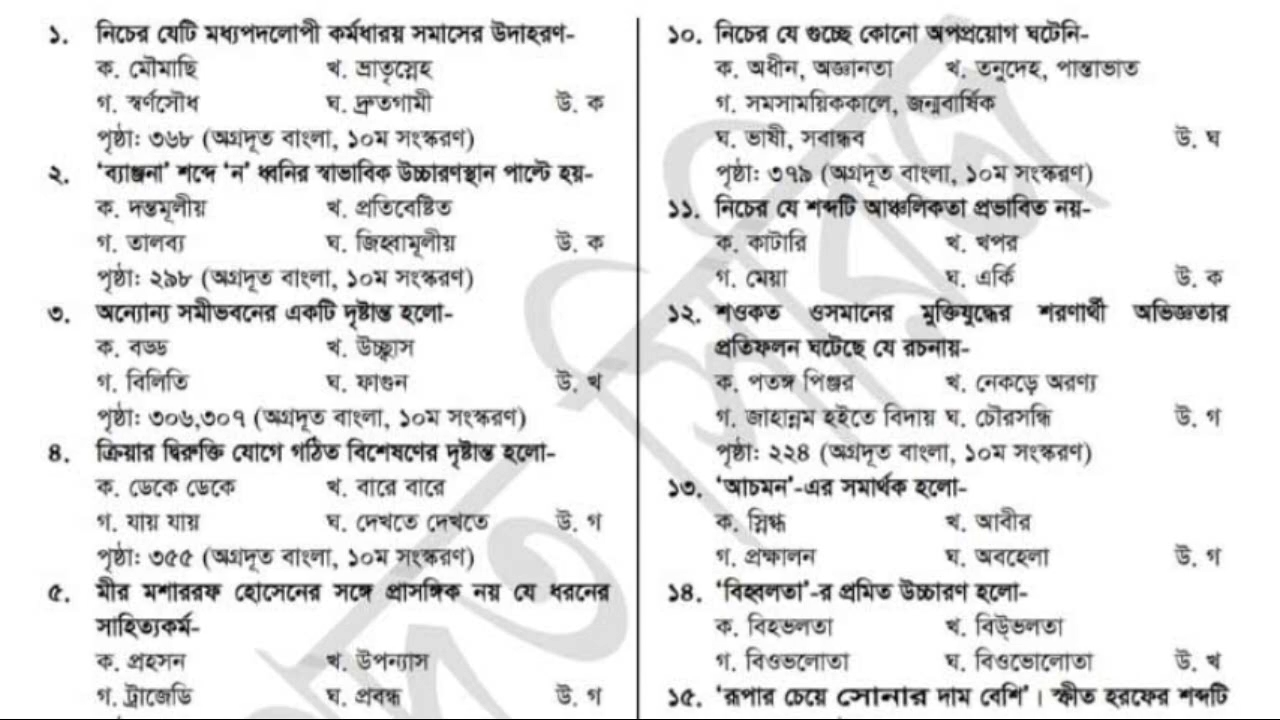 ১. নিচের যেটি মধ্যপদলোপী কর্মধারয় সমাসের উদাহরণ-
ক. মৌমাছি খ. ভ্রাতৃস্নেহ
গ. স্বর্ণসৌধ ঘ. দ্রুতগামী উ. ক
পৃষ্ঠা: ৩৬৮ (অগ্রদূত বাংলা, ১০ম সংস্করণ)
২. ‘ব্যাঞ্জনা’ শব্দে ‘ন’ ধ্বনির স্বাভাবিক উচ্চারণস্থান পাল্টে হয়-
ক. দন্তমূলীয় খ. প্রতিবেষ্টিত
গ. তালব্য ঘ. জিহ্বামূলীয় উ. ক
পৃষ্ঠা: ২৯৮ (অগ্রদূত বাংলা, ১০ম সংস্করণ)
৩. অন্যোন্য সমীভবনের একটি দৃষ্টান্ত হলো-
ক. বড্ড খ. উচ্ছ্বাস
গ. বিলিতি ঘ. ফাগুন উ. খ
পৃষ্ঠা: ৩০৬,৩০৭ (অগ্রদূত বাংলা, ১০ম সংস্করণ)
৪. ক্রিয়ার দ্বিরুক্তি যোগে গঠিত বিশেষণের দৃষ্টান্ত হলো-
ক. ডেকে ডেকে খ. বারে বারে
গ. যায় যায় ঘ. দেখতে দেখতে উ. গ
পৃষ্ঠা: ৩৫৫ (অগ্রদূত বাংলা, ১০ম সংস্করণ)
৫. মীর মশাররফ হোসেনের সঙ্গে প্রাসঙ্গিক নয় যে ধরনের
সাহিত্যকর্ম-
ক. প্রহসন খ. উপন্যাস
গ. ট্রাজেডি ঘ. প্রবন্ধ উ. গ
১০. নিচের যে গুচ্ছে কোনো অপপ্রয়োগ ঘটেনি-
ক. অধীন, অজ্ঞানতা খ. তনুদেহ, পান্তাভাত
গ. সমসাময়িককালে, জন্মবার্ষিক
ঘ. ভাষী, সবান্ধব উ. ঘ
পৃষ্ঠা: ৩৭৯ (অগ্রদূত বাংলা, ১০ম সংস্করণ)
১১. নিচের যে শব্দটি আঞ্চলিকতা প্রভাবিত নয়-
ক. কাটারি খ. খপর
গ. মেয়া ঘ. এর্কি উ. ক
১২. শওকত ওসমানের মুক্তিযুদ্ধের শরণার্থী অভিজ্ঞতার
প্রতিফলন ঘটেছে যে রচনায়-
ক. পতঙ্গ পিঞ্জর খ. নেকড়ে অরণ্য
গ. জাহান্নম হইতে বিদায় ঘ. চৌরসন্ধি উ. গ
পৃষ্ঠা: ২২৪ (অগ্রদূত বাংলা, ১০ম সংস্করণ)
১৩. ‘আচমন’-এর সমার্থক হলো-
ক. স্নিগ্ধ খ. আবীর
গ. প্রক্ষালন ঘ. অবহেলা উ. গ
১৪. ‘বিহ্বলতা’-র প্রমিত উচ্চারণ হলো-
ক. বিহভলতা খ. বিউ্ভলতা
গ. বিওভলোতা ঘ. বিওভোলোতা উ. খ
১৫. ‘রূপার চেয়ে সোনার দাম বেশি’। স্ফীত হরফের শব্দটি